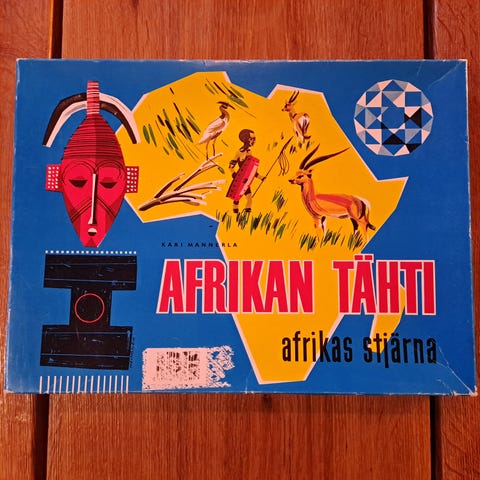 KARI MANNERLA
AFRIKAN TÄHTI
afrikas stjärna